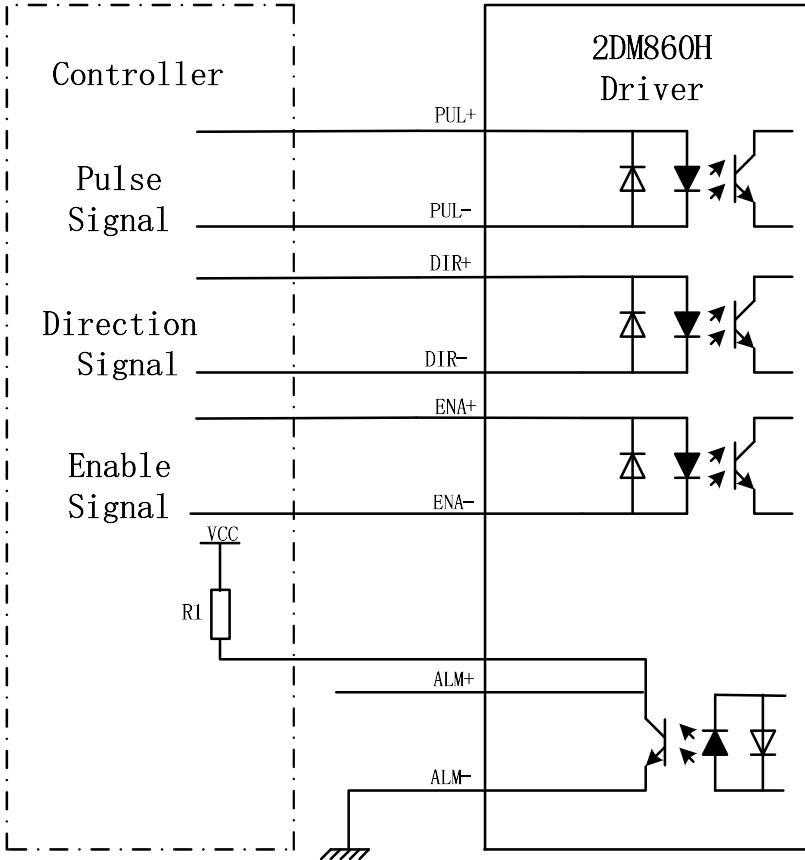 2DM860H
Driver
Controller
PUL+
Pulse
Signal
PUL-
DIR+
Direction
Signal
DIR-
ENA+
Enable
Signal
ENA-
VCC
R1
ALM+
ALM-